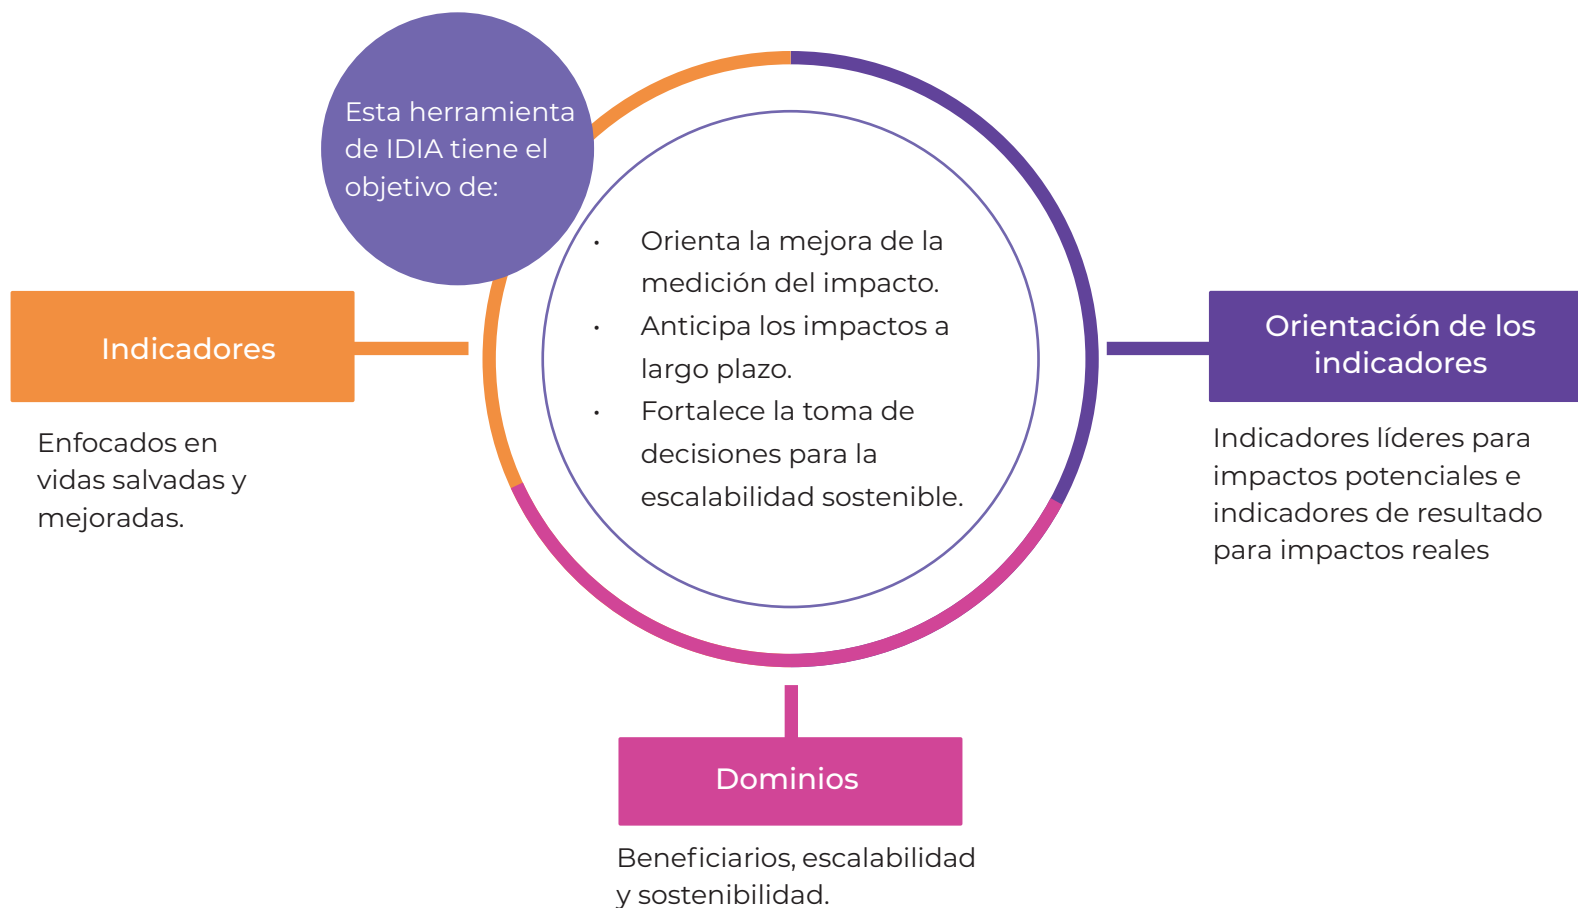 Esta herramienta
de IDIA tiene el
objetivo de:
• Orienta la mejora de la
medición del impacto.
• Anticipa los impactos a
largo plazo.
• Fortalece la toma de
decisiones para la
escalabilidad sostenible.
Indicadores
Enfocados en
vidas salvadas y
mejoradas.
Orientación de los
indicadores
Indicadores líderes para
impactos potenciales e
indicadores de resultado
para impactos reales
Dominios
Beneficiarios, escalabilidad
y sostenibilidad.